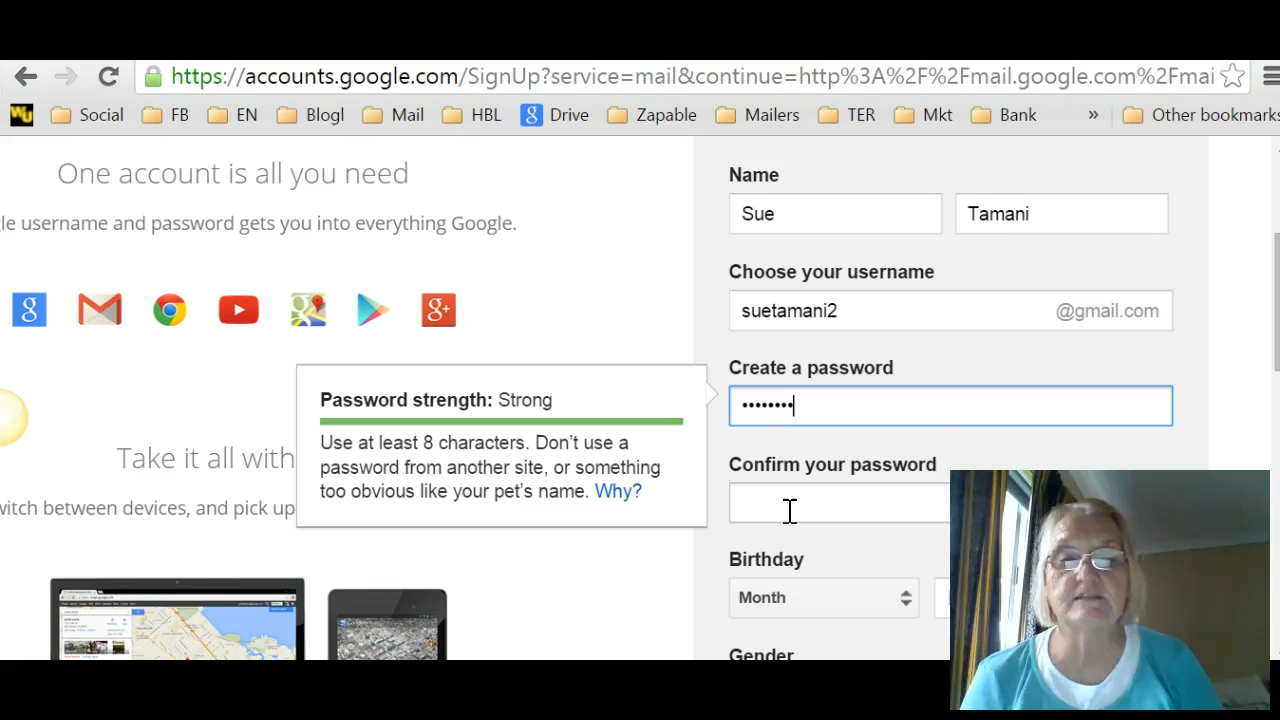 https://accounts.google.com/SignUp?service=mail&continue=http%3A%2F%2Fmail.google.com%2Fmai
WU Social FB EN Blogl Mail HBL Drive Zapable Mailers TER Mkt Bank » Other bookmarks
One account is all you need
gle username and password gets you into everything Google.
Name
Sue Tamani
Choose your username
suetamani2 @gmail.com
Create a password
••••••••
Password strength: Strong
Use at least 8 characters. Don't use a
password from another site, or something
too obvious like your pet's name. Why?
Take it all with
witch between devices, and pick up
Confirm your password
Birthday
Month
Gender